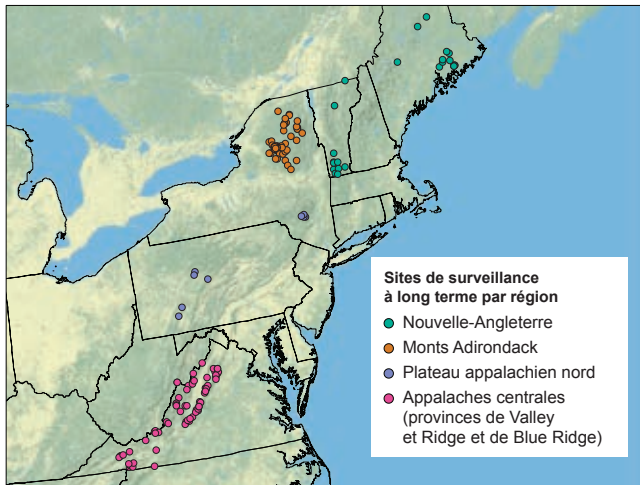 Sites de surveillance
à long terme par région
Nouvelle-Angleterre
Monts Adirondack
Plateau appalachien nord
Appalaches centrales
(provinces de Valley
et Ridge et de Blue Ridge)